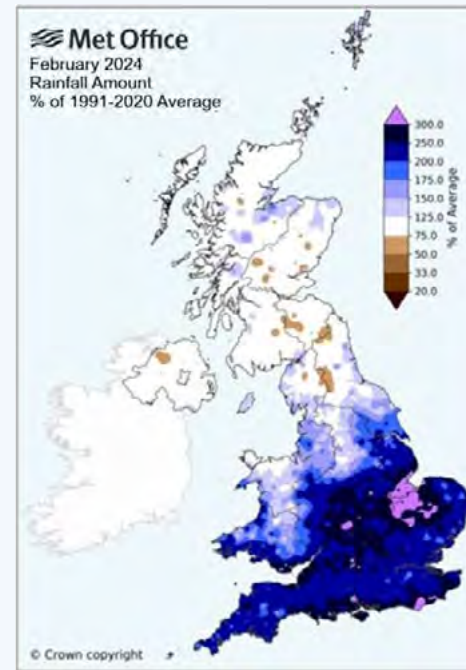 Met Office
February 2024
Rainfall Amount
% of 1991-2020 Average
300.0
250.0
200.0
175.0
150.0
125.0
75.0
50.0
33.0
20.0
% of Average
© Crown copyright